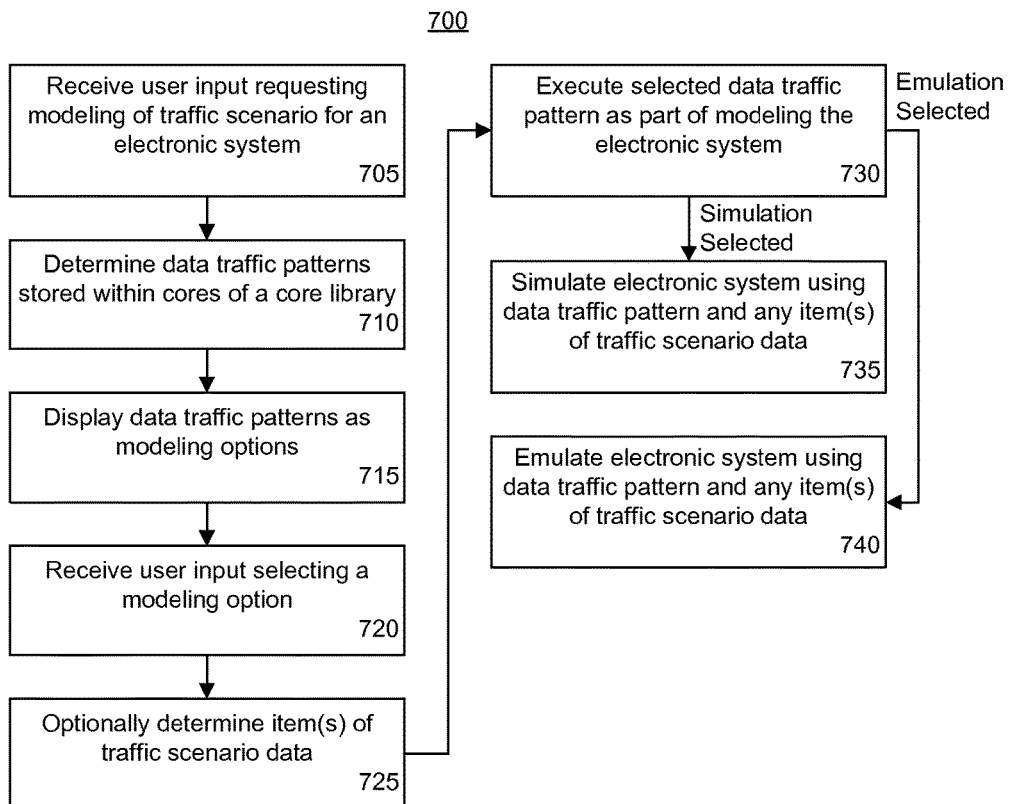 700
Receive user input requesting
modeling of traffic scenario for an
electronic system
705
Determine data traffic patterns
stored within cores of a core library
710
Display data traffic patterns as
modeling options
715
Receive user input selecting a
modeling option
720
Optionally determine item(s) of
traffic scenario data
725
Execute selected data traffic
pattern as part of modeling the
electronic system
730
Emulation
Selected
Simulation
Selected
Simulate electronic system using
data traffic pattern and any item(s)
of traffic scenario data
735
Emulate electronic system using
data traffic pattern and any item(s)
of traffic scenario data
740